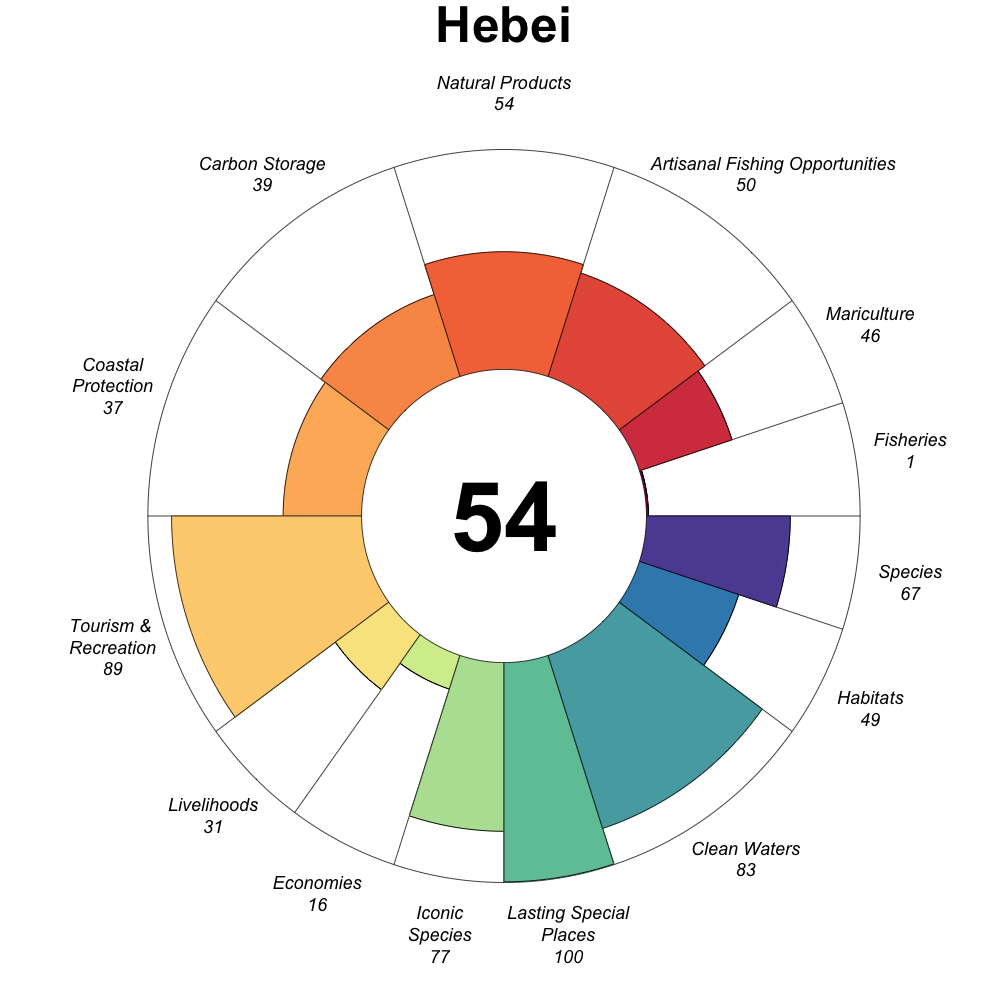 Hebei
Natural Products
54
Carbon Storage
39
Artisanal Fishing Opportunities
50
Mariculture
46
Coastal
Protection
37
Fisheries
1
54
Species
67
Tourism &
Recreation
89
Habitats
49
Livelihoods
31
Clean Waters
83
Economies
16
Iconic
Species
77
Lasting Special
Places
100